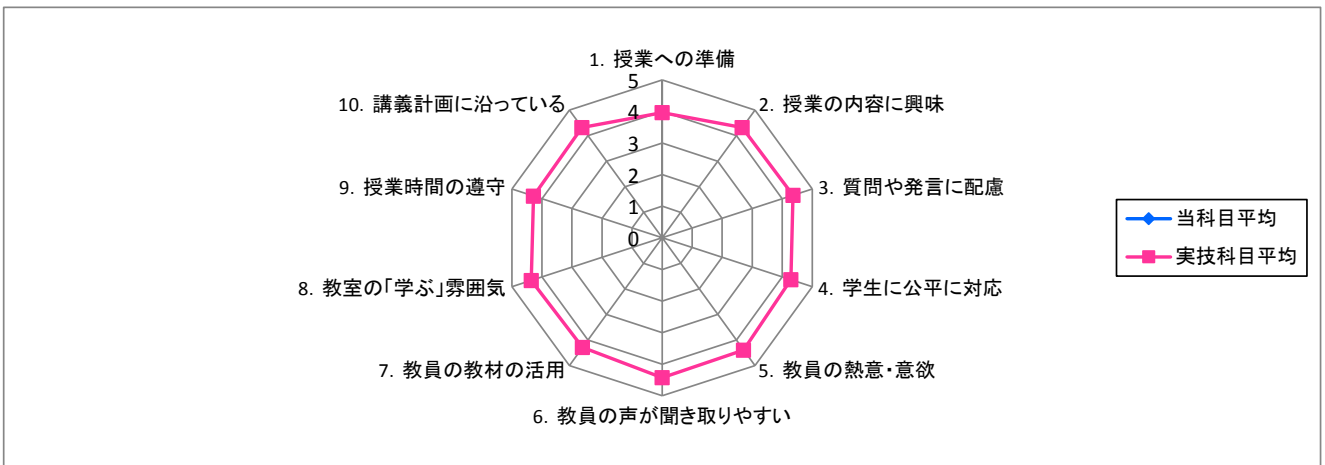 1. 授業への準備
2. 授業の内容に興味
3. 質問や発言に配慮
4. 学生に公平に対応
5. 教員の熱意・意欲
6. 教員の声が聞き取りやすい
7. 教員の教材の活用
8. 教室の「学ぶ」雰囲気
9. 授業時間の遵守
10. 講義計画に沿っている
5
4
3
2
1
0
当科目平均
実技科目平均